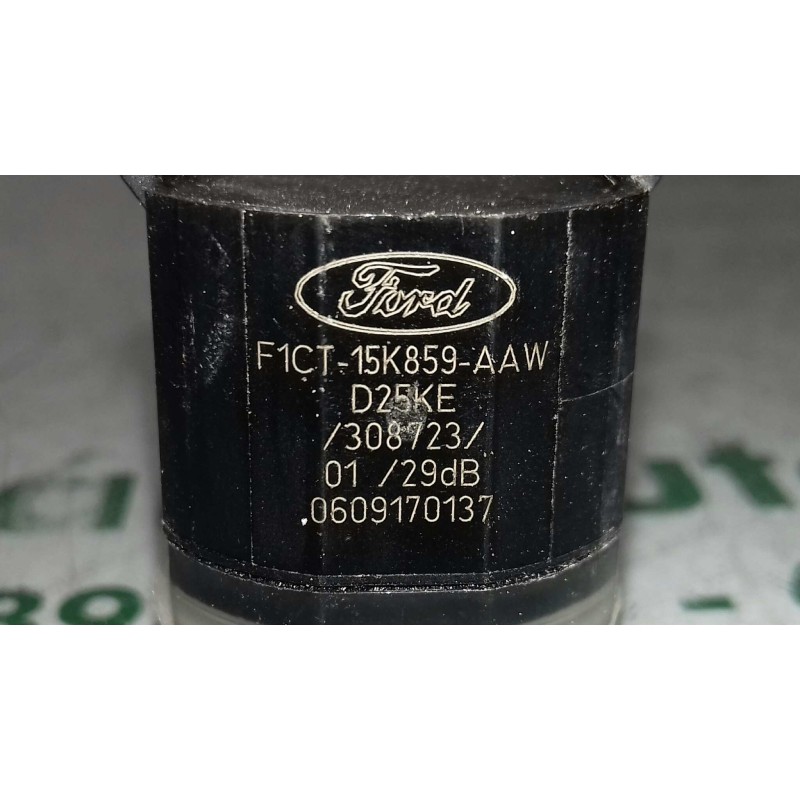 Ford
F1CT-15K859-AAW
D25KE
/308723/
01 /29dB
0609170137